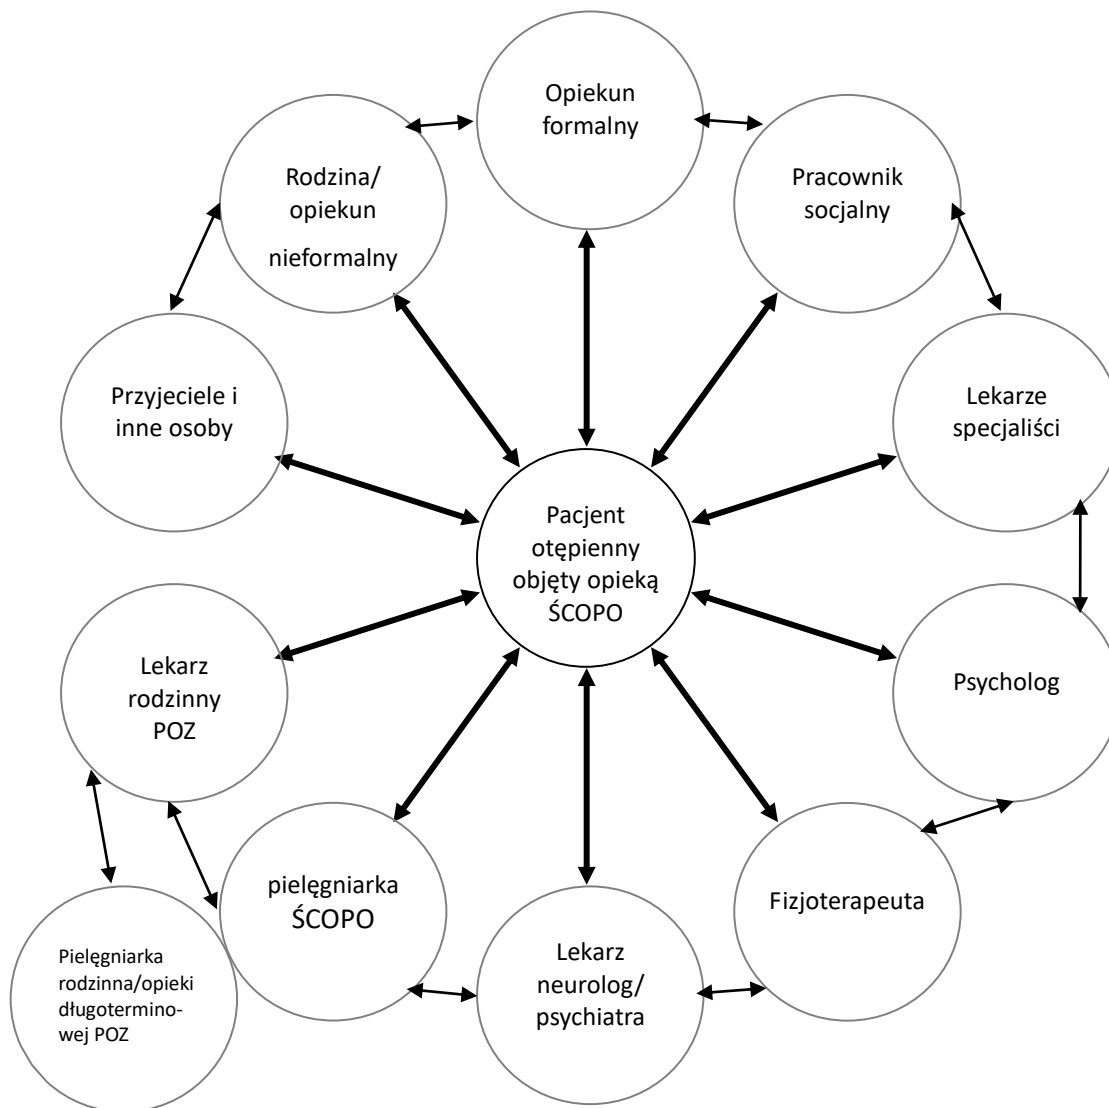 Opiekun
formalny
Rodzina/
opiekun
nieformalny
Pracownik
socjalny
Przyjeciele i
inne osoby
Lekarze
specjaliści
Pacjent
otępienny
objęty opieką
ŚCOPO
Lekarz
rodzinny
POZ
Psycholog
pielęgniarka
ŚCOPO
Fizjoterapeuta
Lekarz
neurolog/
psychiatra
Pielęgniarka
rodzinna/opieki
długotermino-
wej POZ